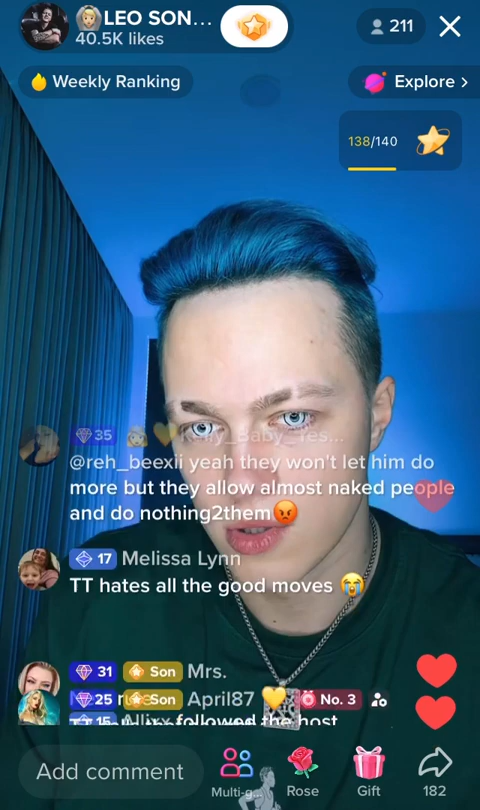 LEO SON...
40.5K likes
211
Weekly Ranking
Explore >
138/140
35
@reh_beexii yeah they won't let him do
more but they allow almost naked people
and do nothing2them😡
17 Melissa Lynn
TT hates all the good moves 😭
31 Son Mrs.
25 Son April87 💛 No. 3
15 followed the host
Add comment
Multi-g...
Rose
Gift
182